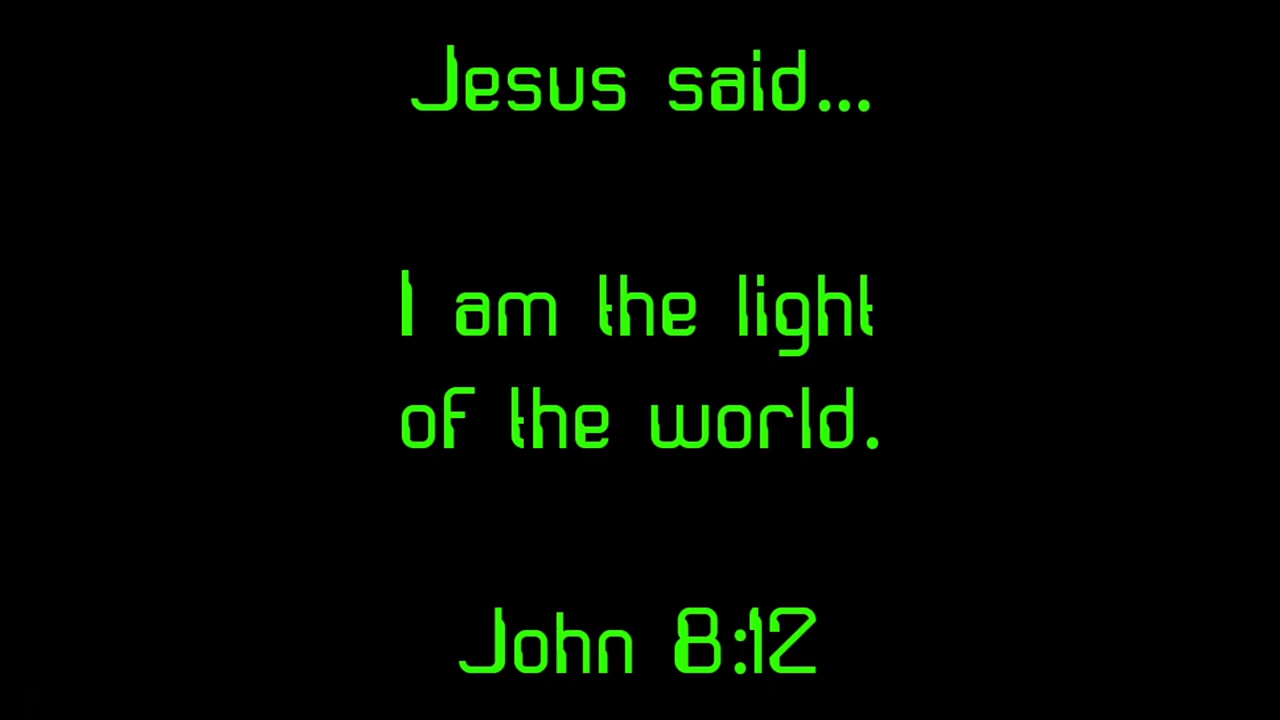 Jesus said...
I am the light
of the world.
John 8:12